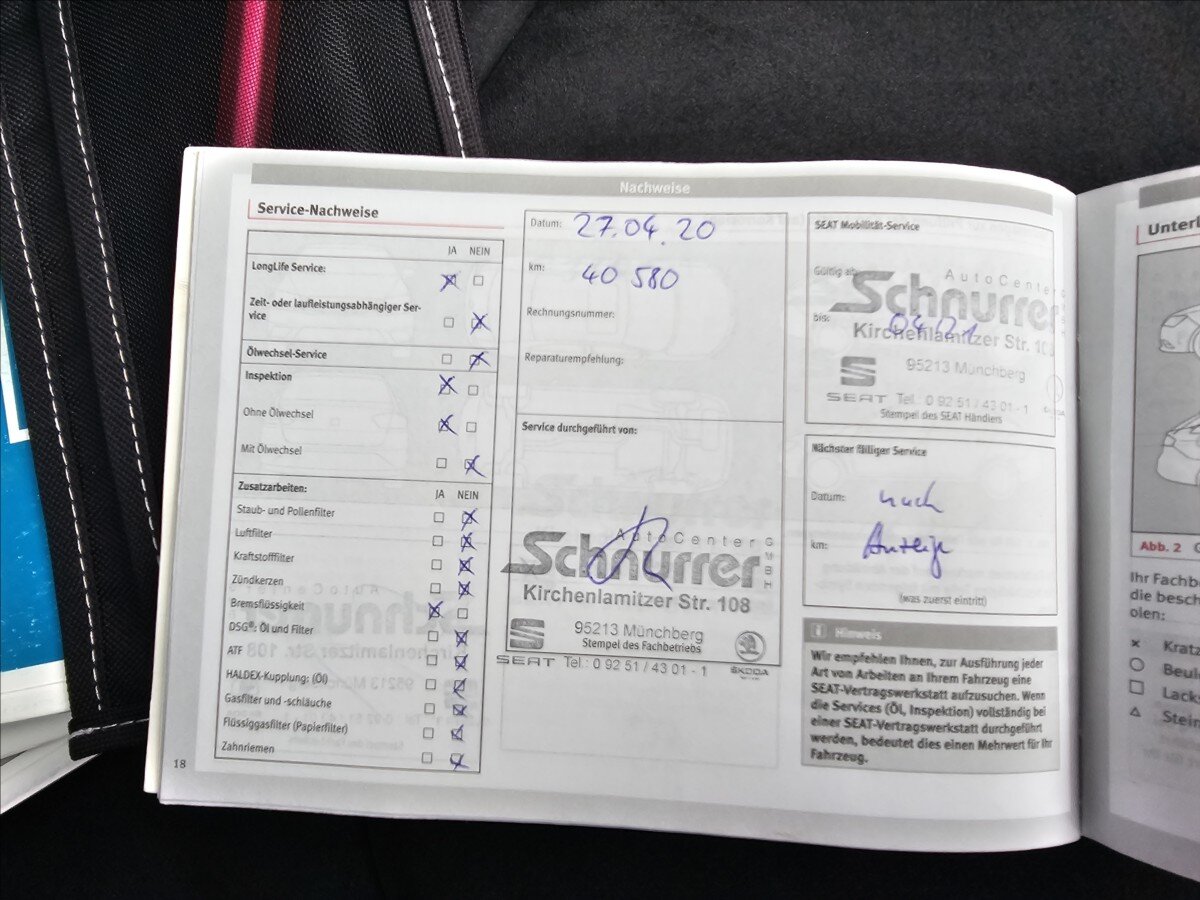 Nachweise
Service-Nachweise
JA NEIN
LongLife Service:
Zeit- oder laufleistungsabhängiger Ser-
vice
Ölwechsel-Service
Inspektion
Ohne Ölwechsel
Mit Ölwechsel
Zusatzarbeiten: JA NEIN
Staub- und Pollenfilter
Luftfilter
Kraftstofffilter
Zündkerzen
Bremsflüssigkeit
DSG®: Öl und Filter
ATF
HALDEX-Kupplung: (Öl)
Gasfilter und -schläuche
Flüssiggasfilter (Papierfilter)
Zahnriemen
18
Datum: 27.04.20
km: 40 580
Rechnungsnummer:
Reparaturempfehlung:
Service durchgeführt von:
AutoCenter GMBH
Schnurrer
Kirchenlamitzer Str. 108
95213 Münchberg
Stempel des Fachbetriebs
SEAT Tel.: 0 92 51 / 43 01 - 1 ŠKODA
SEAT Mobilität-Service
Gültig ab:
AutoCenter
Schnurrer
bis: 04.21
Kirchenlamitzer Str. 108
95213 Münchberg
SEAT Tel.: 0 92 51 / 43 01 - 1 ŠKODA
Stempel des SEAT Händlers
Nächster fälliger Service
Datum: nach
km: Anzeige
(was zuerst eintritt)
Hinweis
Wir empfehlen Ihnen, zur Ausführung jeder
Art von Arbeiten an Ihrem Fahrzeug eine
SEAT-Vertragswerkstatt aufzusuchen. Wenn
die Services (Öl, Inspektion) vollständig bei
einer SEAT-Vertragswerkstatt durchgeführt
werden, bedeutet dies einen Mehrwert für Ihr
Fahrzeug.
Unterl
Abb. 2
Ihr Fachbe
die besch
olen:
Kratz
Beul
Lack
Stein